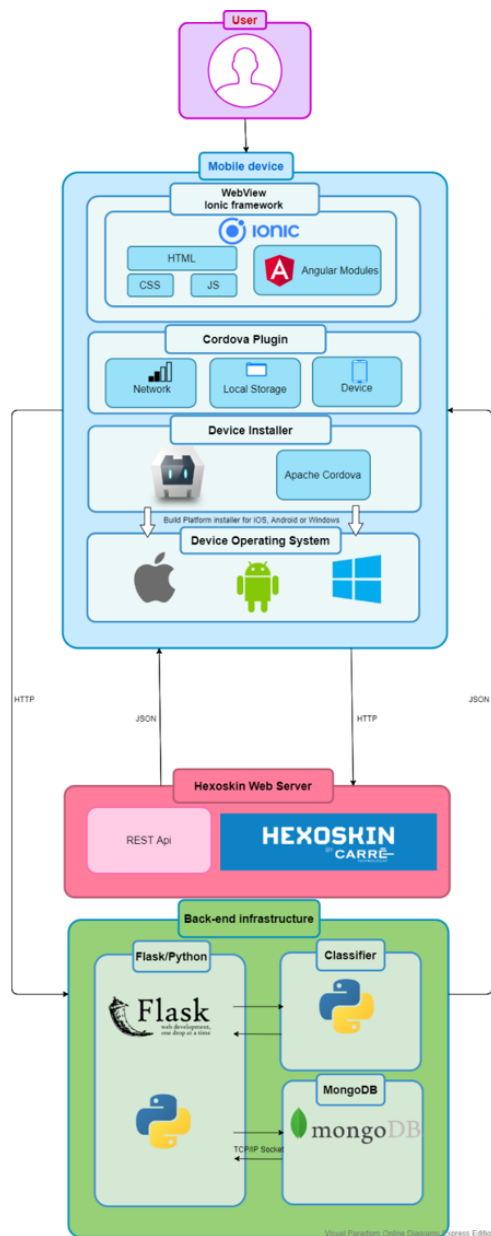 User
Mobile device
WebView
Ionic framework
IONIC
HTML
CSS
JS
Angular Modules
Cordova Plugin
Network
Local Storage
Device
Device Installer
Apache Cordova
Build Platform installer for IOS, Android or Windows
Device Operating System
HTTP
JSON
HTTP
JSON
Hexoskin Web Server
REST Api
HEXOSKIN
BY CARRÉ
TECHNOLOGIES
Back-end infrastructure
Flask/Python
Classifier
Flask
web development,
one drop at a time
MongoDB
mongoDB
TCP/IP Socket
Visual Paradigm Online Diagrams Express Edition